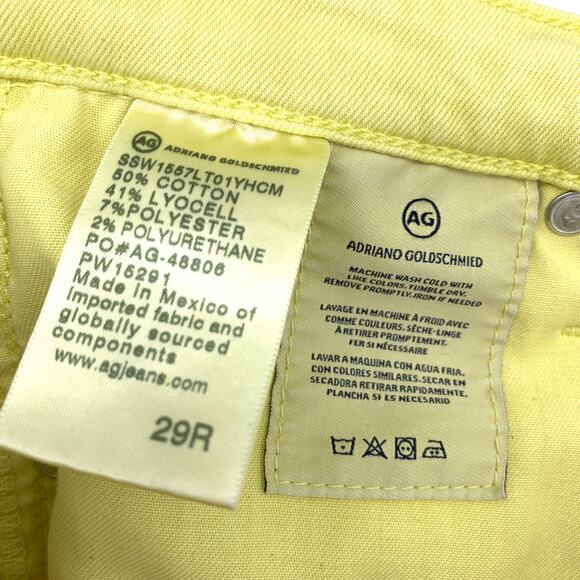 AG ADRIANO GOLDSCHMIED
SSW1557LT01YHCM
50% COTTON
41% LYOCELL
7%POLYESTER
2% POLYURETHANE
PO#AG-48806
PW15291
Made in Mexico of
Imported fabric and
globally sourced
components
www.agjeans.com
29R
AG
ADRIANO GOLDSCHMIED
MACHINE WASH COLD WITH
LIKE COLORS. TUMBLE DRY.
REMOVE PROMPTLY. IRON IF NEEDED
LAVAGE EN MACHINE À FROID AVEC
COMME COULEURS. SÈCHE-LINGE
À RETIRER PROMPTEMENT.
FER SI NÉCESSAIRE
LAVAR A MAQUINA CON AGUA FRIA.
CON COLORES SIMILARES. SECAR EN
SECADORA RETIRAR RAPIDAMENTE.
PLANCHA SI ES NECESARIO